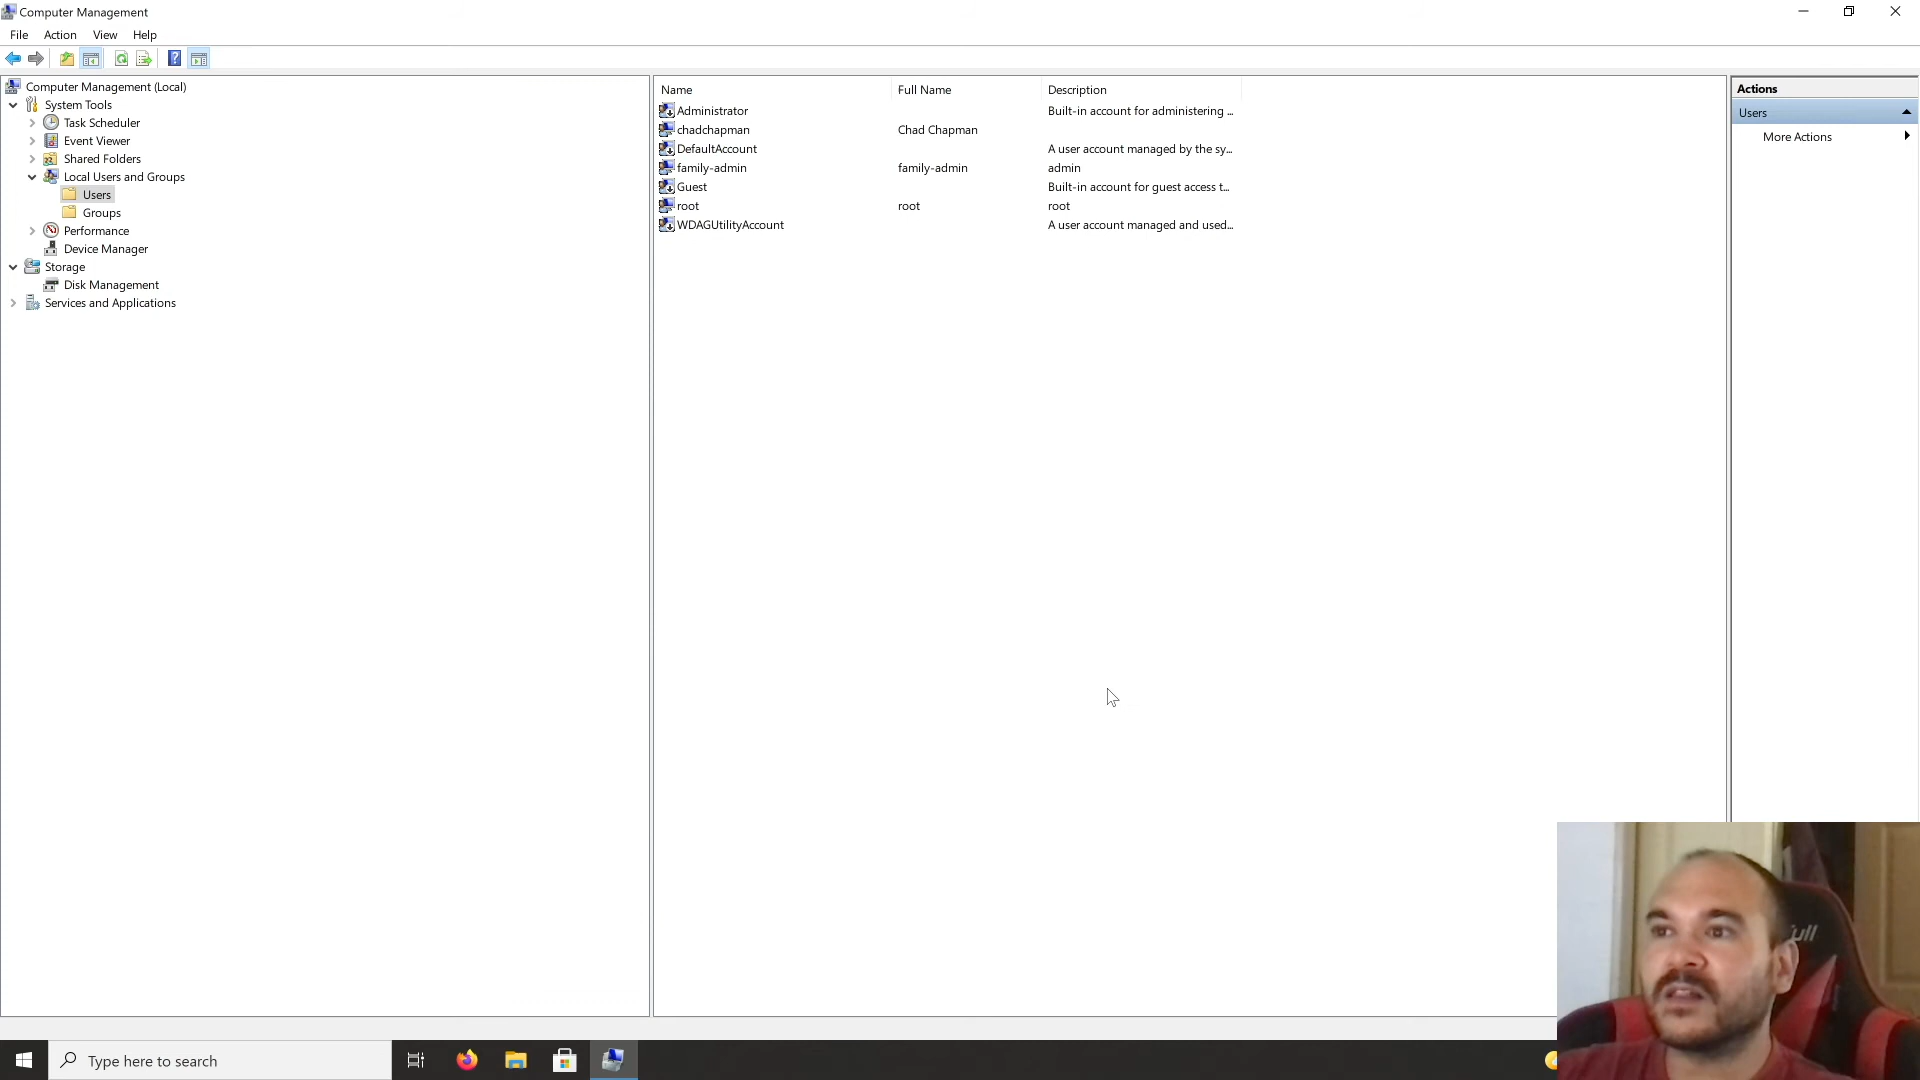 Computer Management
File Action View Help
Computer Management (Local)
System Tools
Task Scheduler
Event Viewer
Shared Folders
Local Users and Groups
Users
Groups
Performance
Device Manager
Storage
Disk Management
Services and Applications
Name Full Name Description
Administrator Built-in account for administering ...
chadchapman Chad Chapman
DefaultAccount A user account managed by the sy...
family-admin family-admin admin
Guest Built-in account for guest access t...
root root root
WDAGUtilityAccount A user account managed and used...
Actions
Users
More Actions
Type here to search